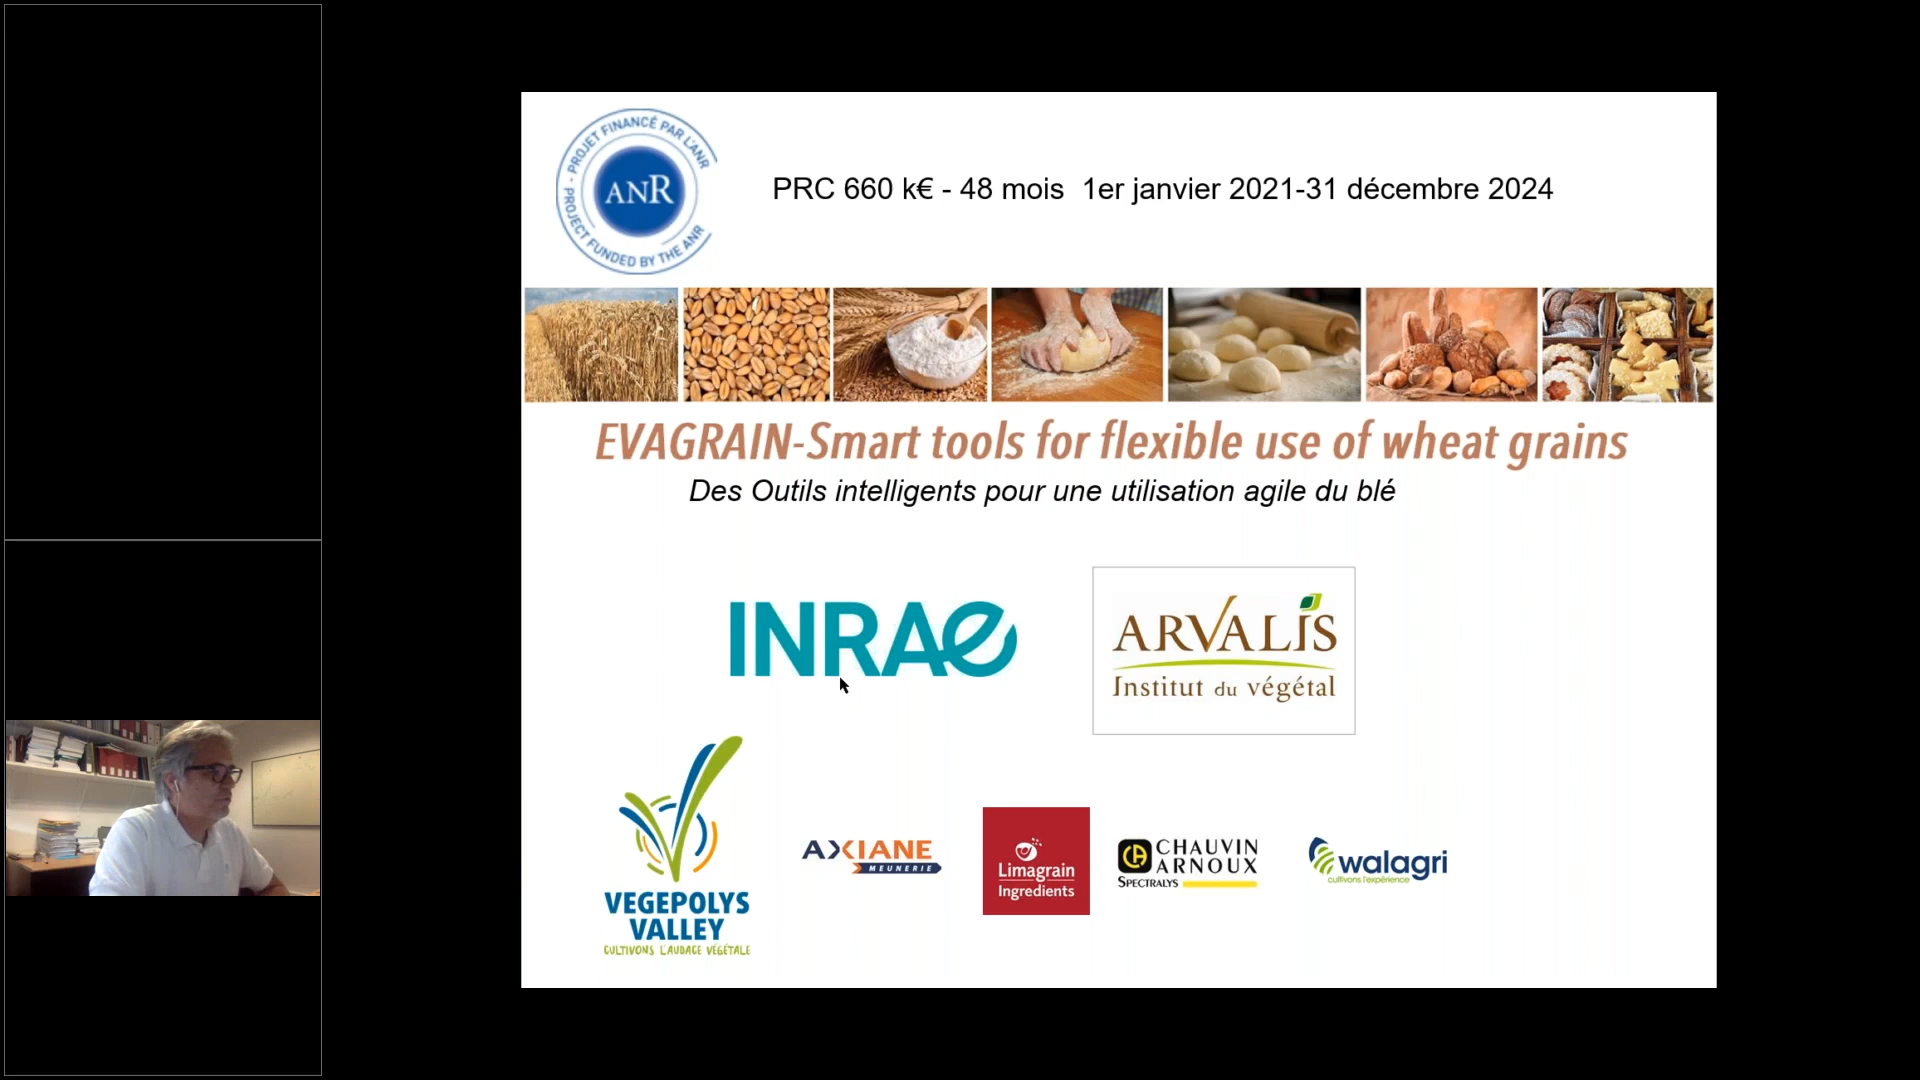 - PROJET FINANCÉ PAR L'ANR
ANR
PROJECT FUNDED BY THE ANR
PRC 660 k€ - 48 mois 1er janvier 2021-31 décembre 2024
EVAGRAIN-Smart tools for flexible use of wheat grains
Des Outils intelligents pour une utilisation agile du blé
INRAE
ARVALIS
Institut du végétal
VEGEPOLYS
VALLEY
CULTIVONS L'AUDACE VÉGÉTALE
AXIANE
MEUNERIE
Limagrain
Ingredients
CHAUVIN
ARNOUX
SPECTRALYS
walagri
cultivons l'expérience